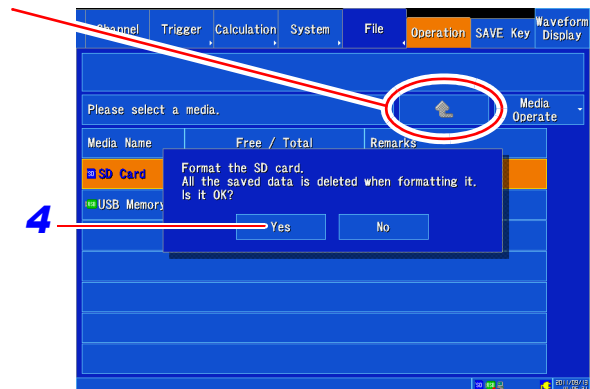 Channel Trigger Calculation System File Operation SAVE Key Waveform Display
Please select a media.
Media Operate
Media Name Free / Total Remarks
SD Card
USB Memory
Format the SD card.
All the saved data is deleted when formatting it.
Is it OK?
Yes No
4